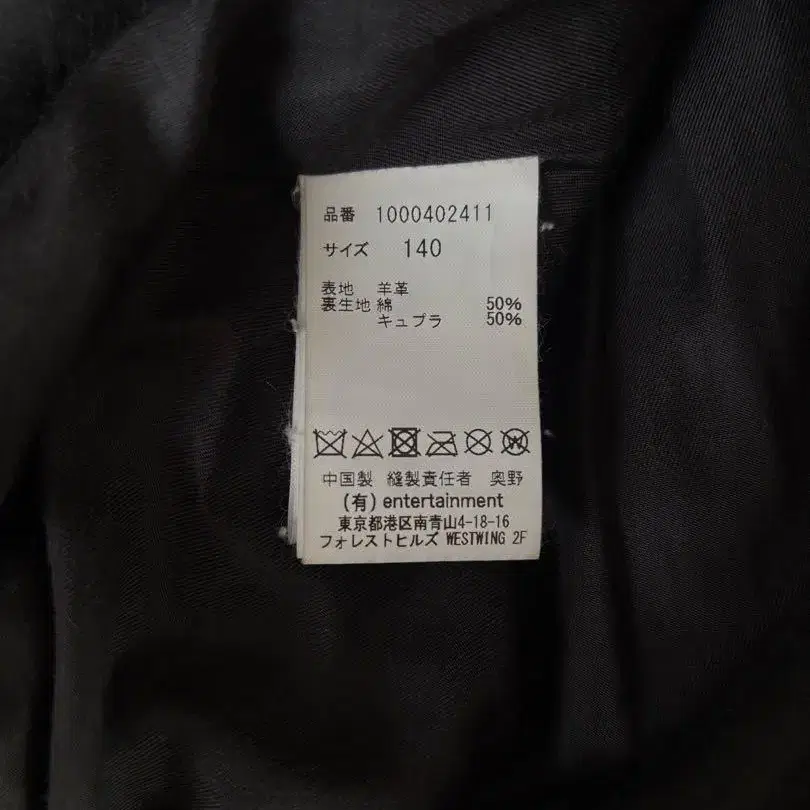 品番 1000402411
サイズ 140
表地 羊革
裏生地 綿 50%
キュプラ 50%
中国製 縫製責任者 奥野
(有) entertainment
東京都港区南青山4-18-16
フォレストヒルズ WESTWING 2F